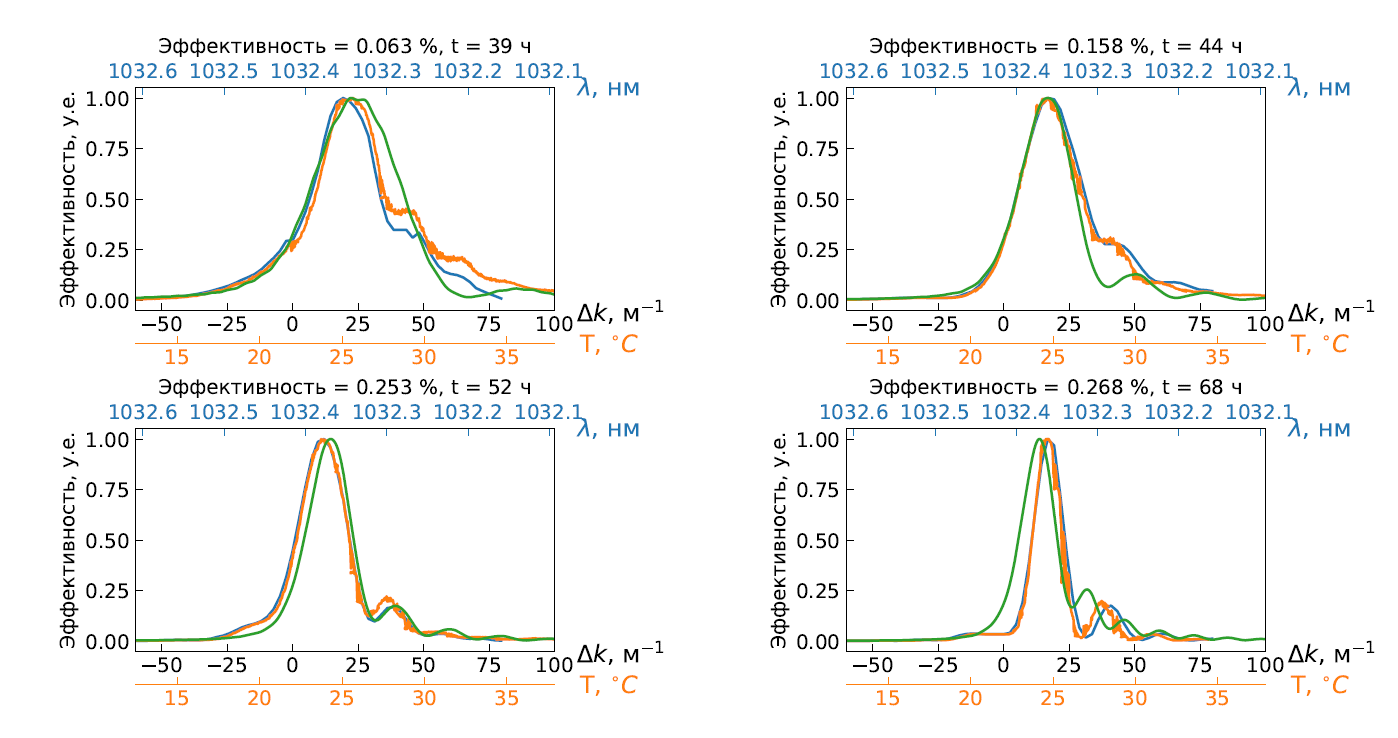 Эффективность = 0.063 %, t = 39 ч
1032.6 1032.5 1032.4 1032.3 1032.2 1032.1
λ, нм
Эффективность, у.е.
1.00
0.75
0.50
0.25
0.00
−50 −25 0 25 50 75 100
Δk, м⁻¹
15 20 25 30 35
T, °C
Эффективность = 0.158 %, t = 44 ч
1032.6 1032.5 1032.4 1032.3 1032.2 1032.1
λ, нм
Эффективность, у.е.
1.00
0.75
0.50
0.25
0.00
−50 −25 0 25 50 75 100
Δk, м⁻¹
15 20 25 30 35
T, °C
Эффективность = 0.253 %, t = 52 ч
1032.6 1032.5 1032.4 1032.3 1032.2 1032.1
λ, нм
Эффективность, у.е.
1.00
0.75
0.50
0.25
0.00
−50 −25 0 25 50 75 100
Δk, м⁻¹
15 20 25 30 35
T, °C
Эффективность = 0.268 %, t = 68 ч
1032.6 1032.5 1032.4 1032.3 1032.2 1032.1
λ, нм
Эффективность, у.е.
1.00
0.75
0.50
0.25
0.00
−50 −25 0 25 50 75 100
Δk, м⁻¹
15 20 25 30 35
T, °C